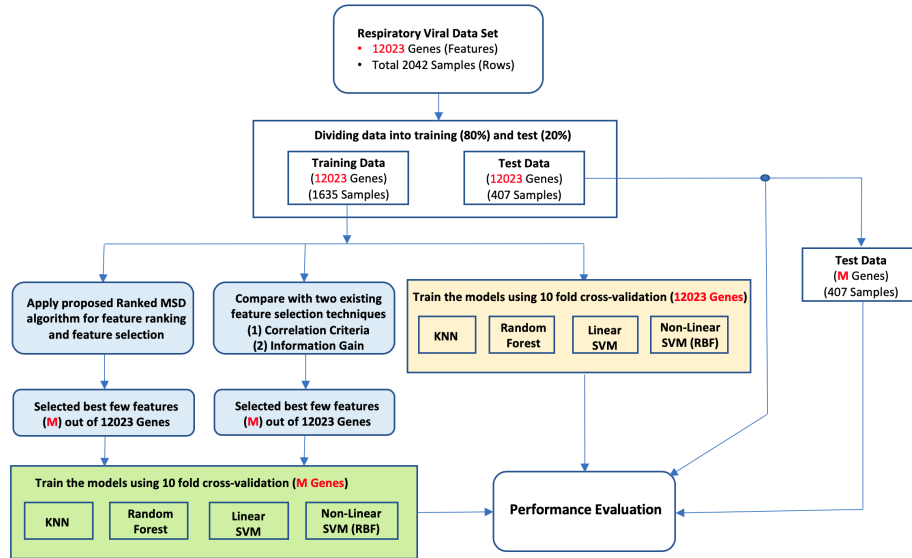 Respiratory Viral Data Set
• 12023 Genes (Features)
• Total 2042 Samples (Rows)
Dividing data into training (80%) and test (20%)
Training Data
(12023 Genes)
(1635 Samples)
Test Data
(12023 Genes)
(407 Samples)
Test Data
(M Genes)
(407 Samples)
Apply proposed Ranked MSD
algorithm for feature ranking
and feature selection
Compare with two existing
feature selection techniques
(1) Correlation Criteria
(2) Information Gain
Train the models using 10 fold cross-validation (12023 Genes)
KNN
Random
Forest
Linear
SVM
Non-Linear
SVM (RBF)
Selected best few features
(M) out of 12023 Genes
Selected best few features
(M) out of 12023 Genes
Train the models using 10 fold cross-validation (M Genes)
KNN
Random
Forest
Linear
SVM
Non-Linear
SVM (RBF)
Performance Evaluation